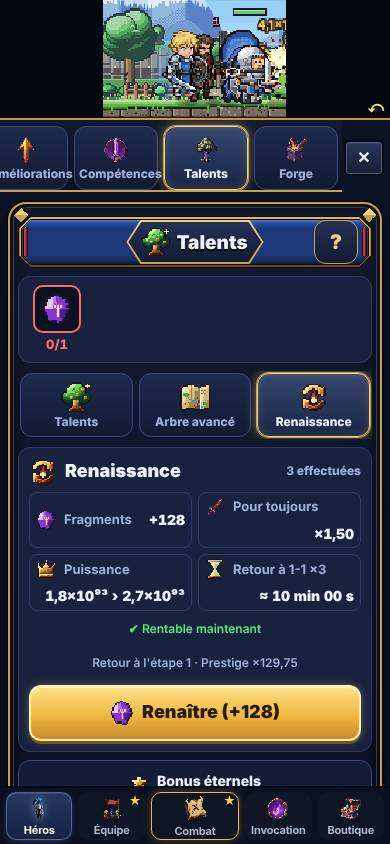 méliorations
Compétences
Talents
Forge
×
Talents
?
0/1
Talents
Arbre avancé
Renaissance
Renaissance
3 effectuées
Fragments +128
Pour toujours
×1,50
Puissance
1,8×10⁹³ › 2,7×10⁹³
Retour à 1-1 ×3
≈ 10 min 00 s
✔ Rentable maintenant
Retour à l'étape 1 · Prestige ×129,75
Renaître (+128)
Bonus éternels
Héros
Équipe
Combat
Invocation
Boutique